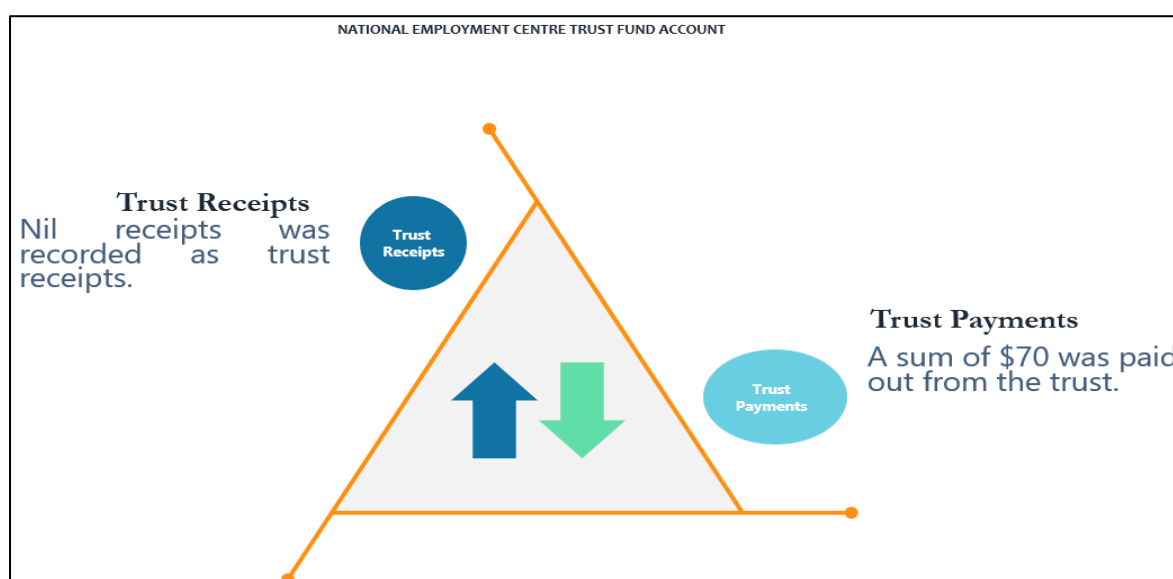 NATIONAL EMPLOYMENT CENTRE TRUST FUND ACCOUNT
Trust Receipts
Nil receipts was
recorded as trust
receipts.
Trust
Receipts
Trust Payments
A sum of $70 was paid
out from the trust.
Trust
Payments